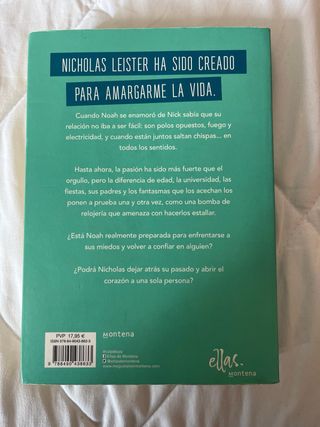 NICHOLAS LEISTER HA SIDO CREADO
PARA AMARGARME LA VIDA.
Cuando Noah se enamoró de Nick sabía que su
relación no iba a ser fácil: son polos opuestos, fuego y
electricidad, y cuando están juntos saltan chispas... en
todos los sentidos.
Hasta ahora, la pasión ha sido más fuerte que el
orgullo, pero la diferencia de edad, la universidad, las
fiestas, sus padres y los fantasmas que los acechan los
ponen a prueba una y otra vez, como una bomba de
relojería que amenaza con hacerlos estallar.
¿Está Noah realmente preparada para enfrentarse a
sus miedos y volver a confiar en alguien?
¿Podrá Nicholas dejar atrás su pasado y abrir el
corazón a una sola persona?
PVP 17,95 €
Montena
ellas.
Montena